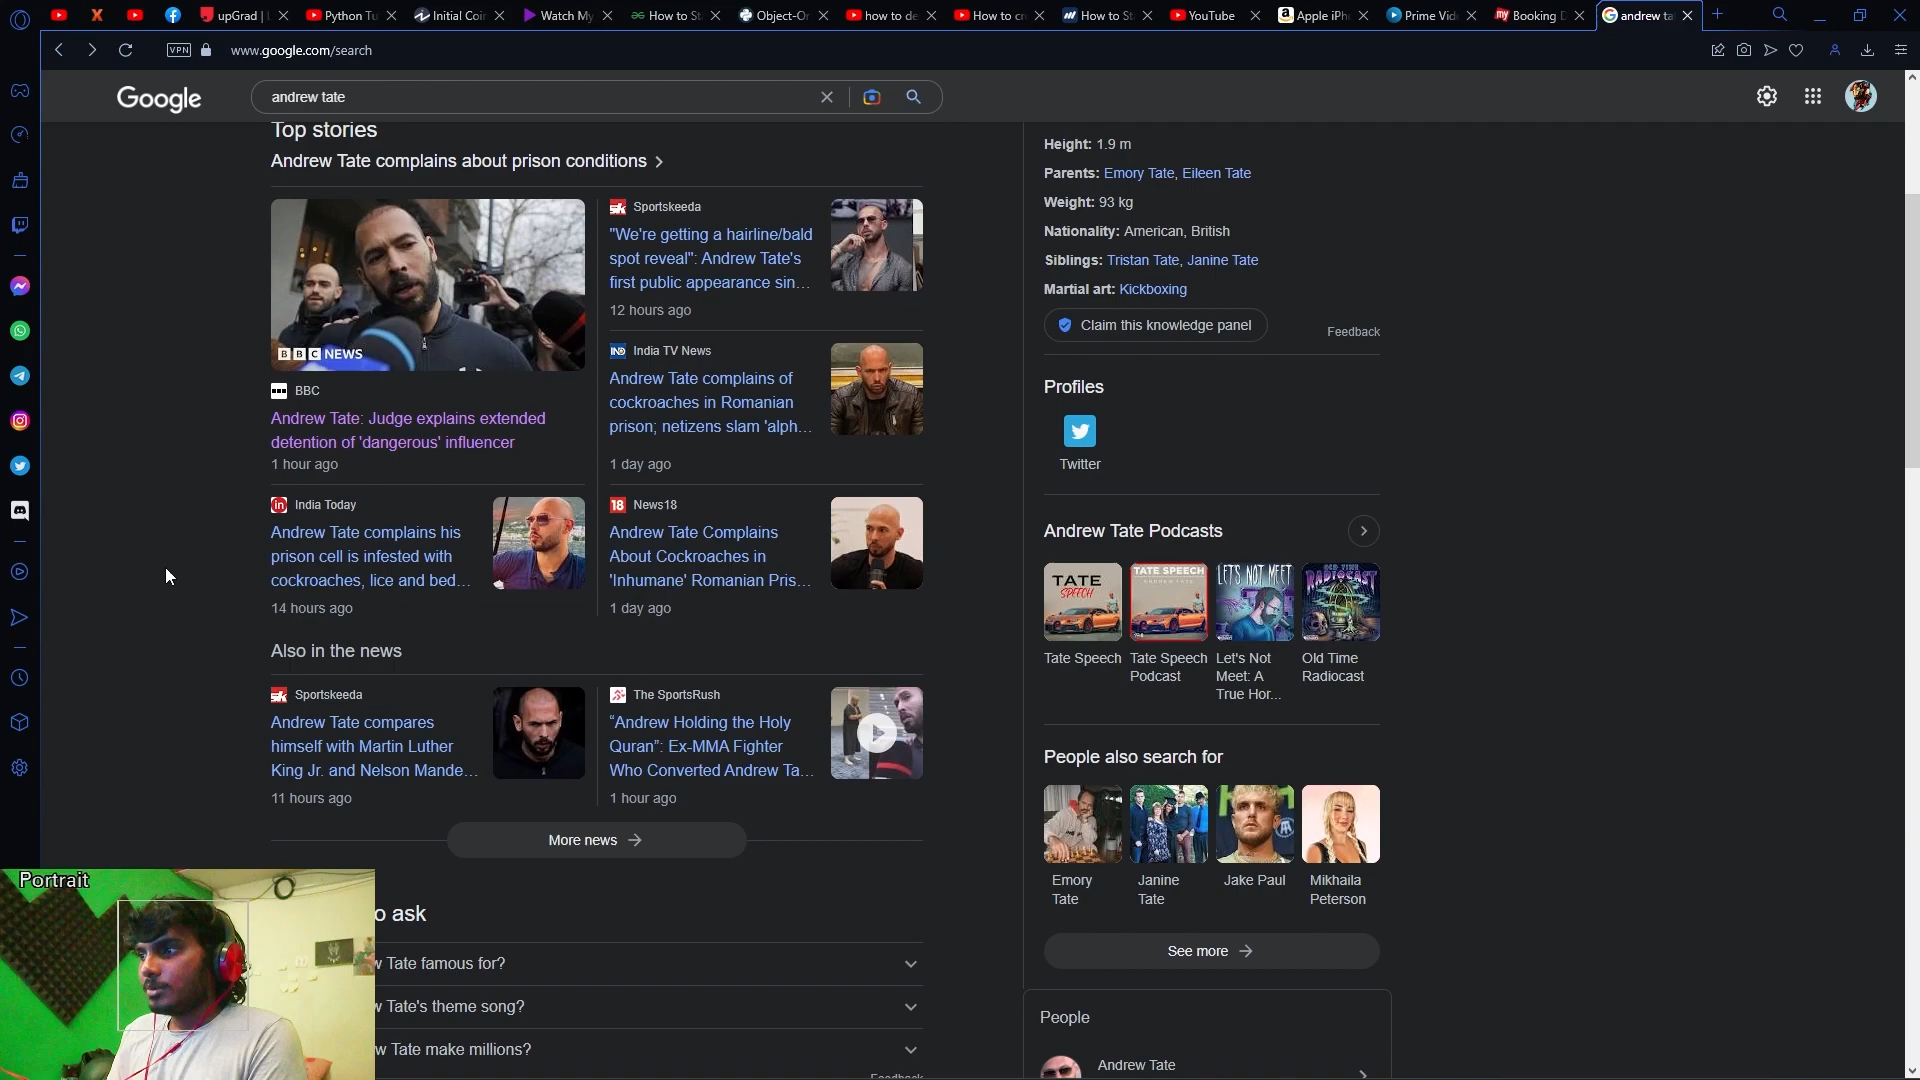 upGrad |
Python Tu
Initial Coi
Watch My
How to St
Object-Or
how to de
How to cr
How to St
YouTube
Apple iPh
Prime Vid
my Booking D
andrew ta
VPN
www.google.com/search
Google
andrew tate
Top stories
Andrew Tate complains about prison conditions
BBC NEWS
BBC
Andrew Tate: Judge explains extended
detention of 'dangerous' influencer
1 hour ago
Sportskeeda
"We're getting a hairline/bald
spot reveal": Andrew Tate's
first public appearance sin...
12 hours ago
India TV News
Andrew Tate complains of
cockroaches in Romanian
prison; netizens slam 'alph...
1 day ago
India Today
Andrew Tate complains his
prison cell is infested with
cockroaches, lice and bed...
14 hours ago
18 News18
Andrew Tate Complains
About Cockroaches in
'Inhumane' Romanian Pris...
1 day ago
Also in the news
Sportskeeda
Andrew Tate compares
himself with Martin Luther
King Jr. and Nelson Mande...
11 hours ago
The SportsRush
“Andrew Holding the Holy
Quran”: Ex-MMA Fighter
Who Converted Andrew Ta...
1 hour ago
More news
o ask
w Tate famous for?
w Tate's theme song?
w Tate make millions?
Feedback
Portrait
Height: 1.9 m
Parents: Emory Tate, Eileen Tate
Weight: 93 kg
Nationality: American, British
Siblings: Tristan Tate, Janine Tate
Martial art: Kickboxing
Claim this knowledge panel
Feedback
Profiles
Twitter
Andrew Tate Podcasts
TATE
SPEECH
TATE SPEECH
ANDREW TATE
LET'S NOT MEET
OLD TIME
RADIOCAST
Tate Speech
Tate Speech
Podcast
Let's Not
Meet: A
True Hor...
Old Time
Radiocast
People also search for
Emory
Tate
Janine
Tate
Jake Paul
Mikhaila
Peterson
See more
People
Andrew Tate